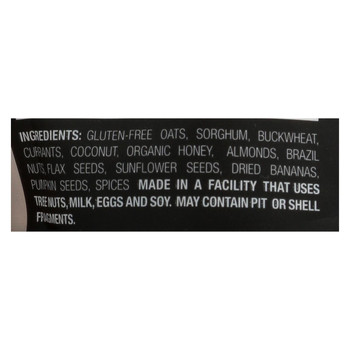 INGREDIENTS: GLUTEN-FREE OATS, SORGHUM, BUCKWHEAT,
CURRANTS, COCONUT, ORGANIC HONEY, ALMONDS, BRAZIL
NUTS, FLAX SEEDS, SUNFLOWER SEEDS, DRIED BANANAS,
PUMPKIN SEEDS, SPICES MADE IN A FACILITY THAT USES
TREE NUTS, MILK, EGGS AND SOY. MAY CONTAIN PIT OR SHELL
FRAGMENTS.